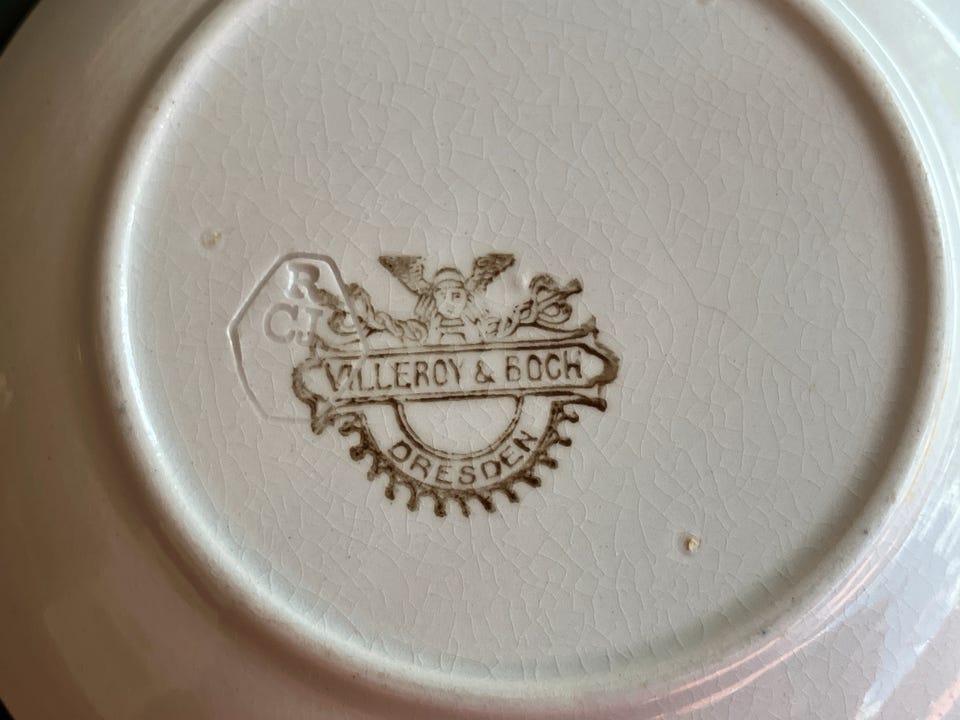 R
CJ
VILLEROY & BOCH
DRESDEN